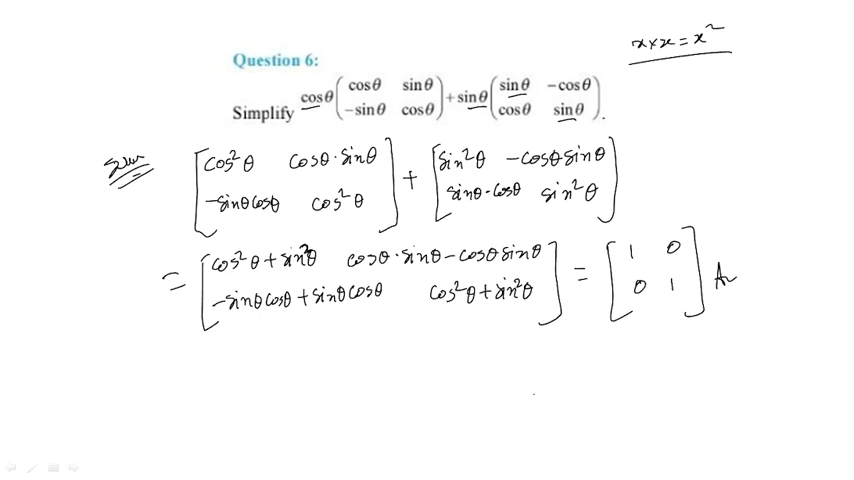 x×x=x²
Question 6:
Simplify cosθ(cosθ sinθ
-sinθ cosθ)+sinθ(sinθ -cosθ
cosθ sinθ).
[cos²θ cosθ·sinθ
-sinθcosθ cos²θ] + [sin²θ -cosθsinθ
sinθ·cosθ sin²θ]
= [cos²θ+sin²θ cosθ·sinθ-cosθsinθ
-sinθcosθ+sinθcosθ cos²θ+sin²θ] = [1 0
0 1]